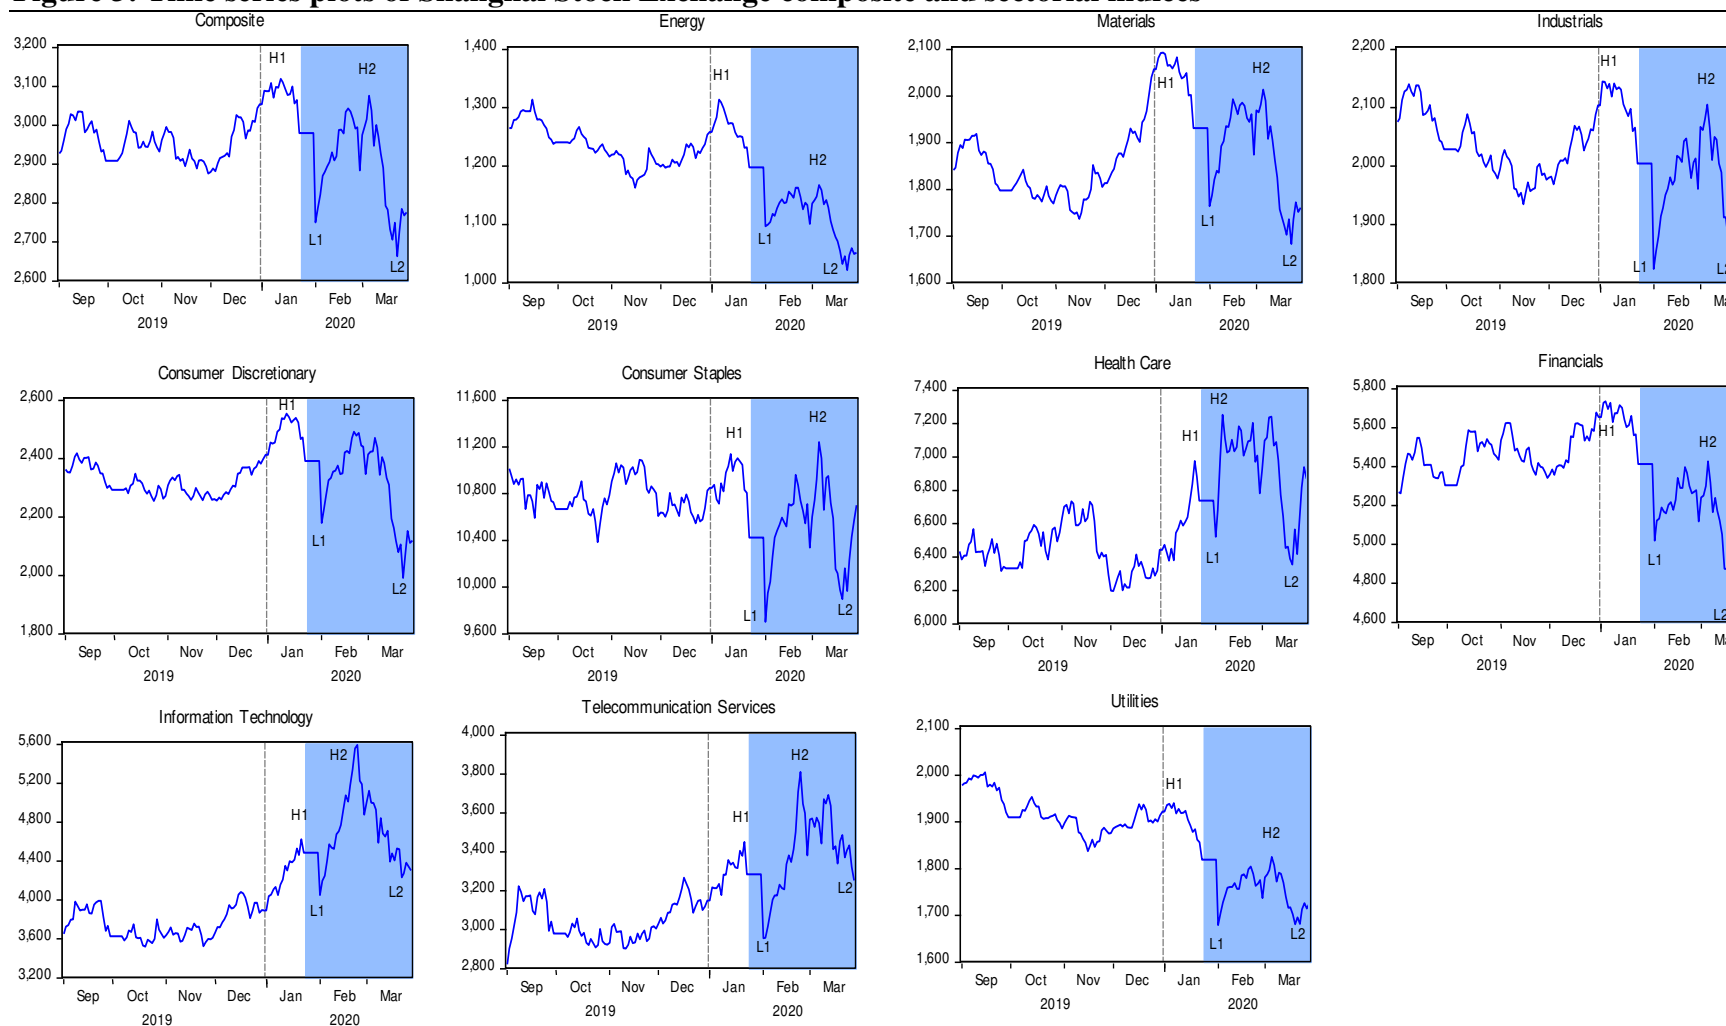 Figure Time series plots of Shanghai Stock Exchange composite and sectorial indices
Composite
3,200
3,100
3,000
2,900
2,800
2,700
2,600
H1
H2
L1
L2
Sep Oct Nov Dec Jan Feb Mar
2019 2020
Energy
1,400
1,300
1,200
1,100
1,000
H1
H2
L1
L2
Sep Oct Nov Dec Jan Feb Mar
2019 2020
Materials
2,100
2,000
1,900
1,800
1,700
1,600
H1
H2
L1
L2
Sep Oct Nov Dec Jan Feb Mar
2019 2020
Industrials
2,200
2,100
2,000
1,900
1,800
H1
H2
L1
Sep Oct Nov Dec Jan Feb
2019 2020
Consumer Discretionary
2,600
2,400
2,200
2,000
1,800
H1
H2
L1
L2
Sep Oct Nov Dec Jan Feb Mar
2019 2020
Consumer Staples
11,600
11,200
10,800
10,400
10,000
9,600
H1
H2
L1
L2
Sep Oct Nov Dec Jan Feb Mar
2019 2020
Health Care
7,400
7,200
7,000
6,800
6,600
6,400
6,200
6,000
H1
H2
L1
L2
Sep Oct Nov Dec Jan Feb Mar
2019 2020
Financials
5,800
5,600
5,400
5,200
5,000
4,800
4,600
H1
H2
L1
L2
Sep Oct Nov Dec Jan Feb
2019 2020
Information Technology
5,600
5,200
4,800
4,400
4,000
3,600
3,200
H1
H2
L1
L2
Sep Oct Nov Dec Jan Feb Mar
2019 2020
Telecommunication Services
4,000
3,800
3,600
3,400
3,200
3,000
2,800
H1
H2
L1
L2
Sep Oct Nov Dec Jan Feb Mar
2019 2020
Utilities
2,100
2,000
1,900
1,800
1,700
1,600
H1
H2
L1
L2
Sep Oct Nov Dec Jan Feb Mar
2019 2020